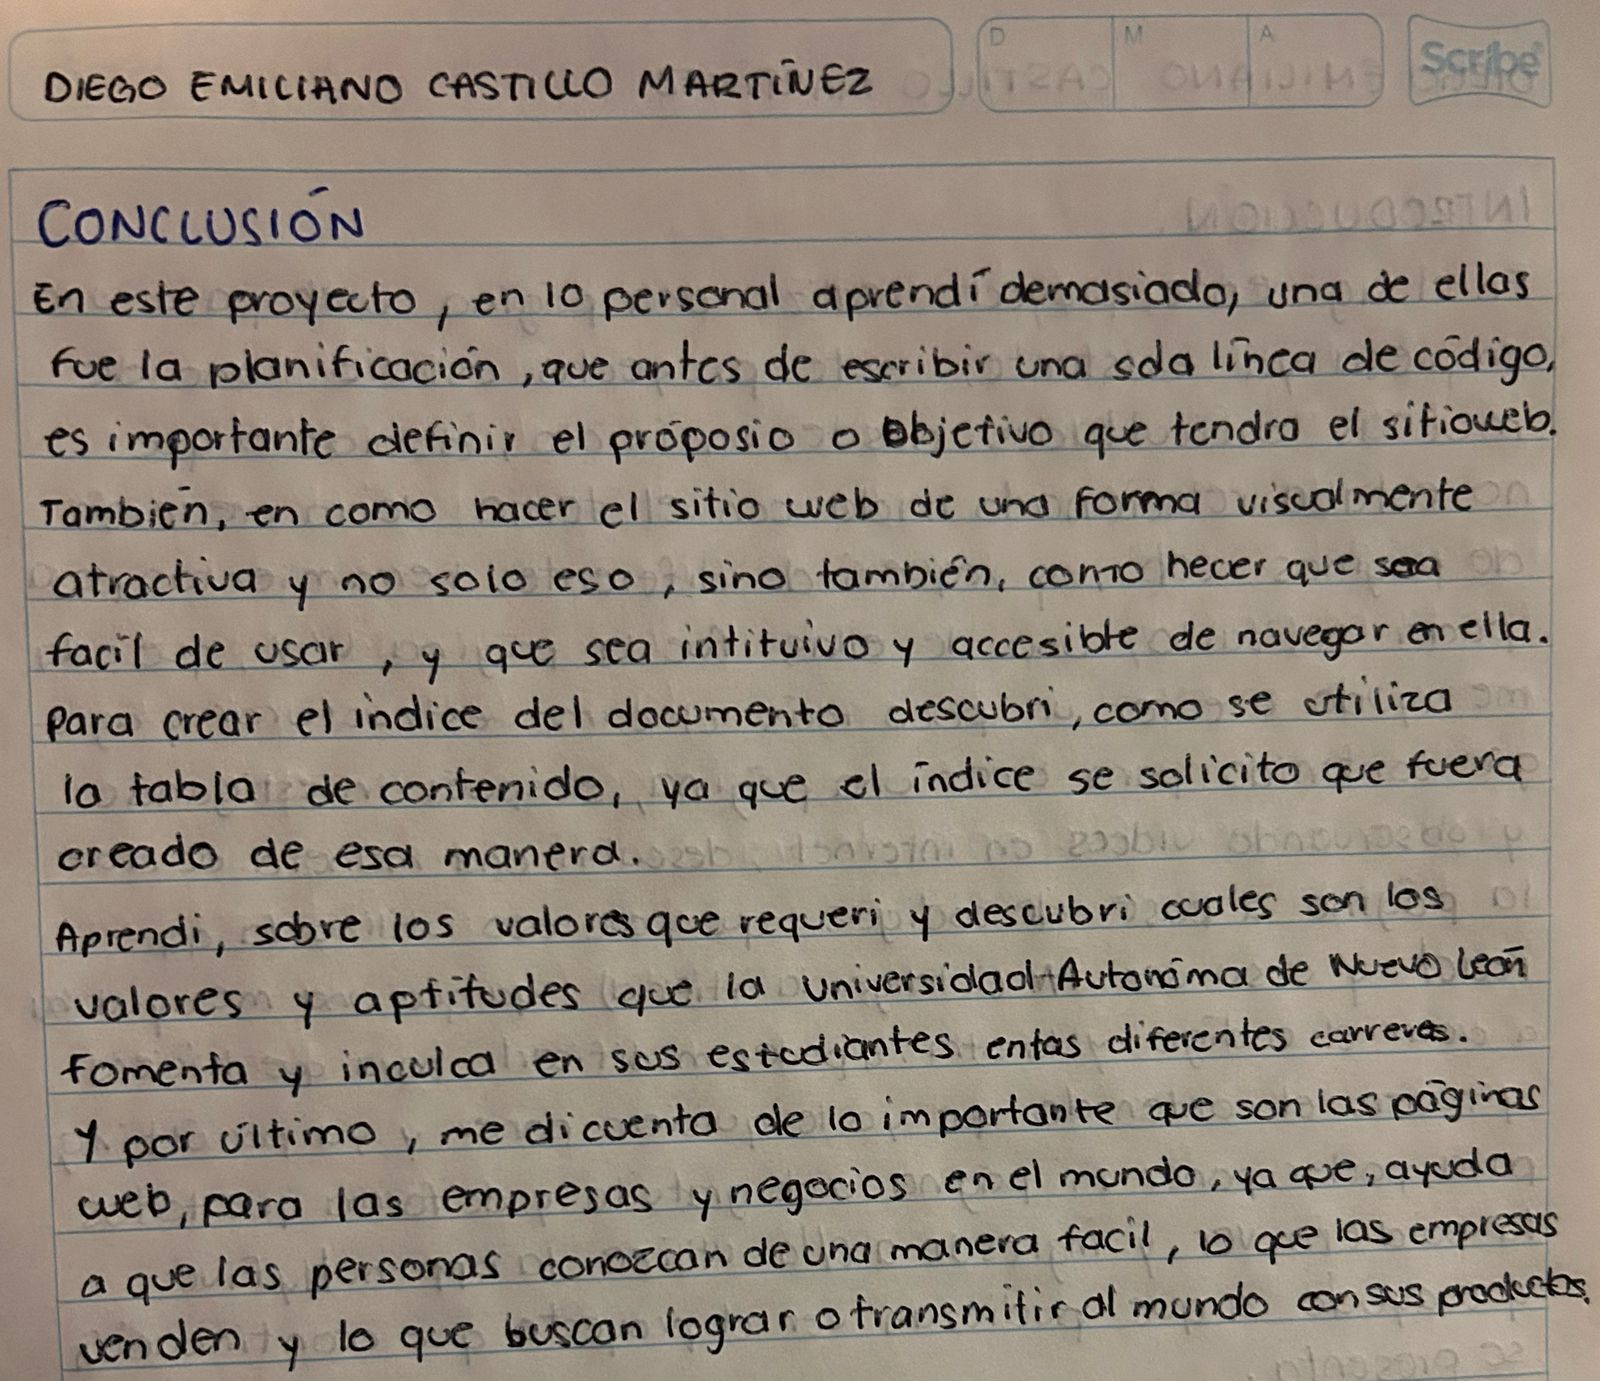 DIEGO EMILIANO CASTILLO MARTÍNEZ
D M A
Scribe
CONCLUSIÓN
En este proyecto, en lo personal aprendí demasiado, una de ellas
fue la planificación, que antes de escribir una sola línea de código,
es importante definir el próposio o objetivo que tendra el sitioweb.
También, en como hacer el sitio web de una forma visualmente
atractiva y no solo eso, sino también, como hecer que sea
facil de usar, y que sea intituivo y accesible de navegar en ella.
Para crear el indice del documento descubri, como se utiliza
la tabla de contenido, ya que el índice se solicito que fuera
creado de esa manera.
Aprendi, sobre los valores que requeri y descubri cuales son los
valores y aptitudes que la Universidad Autonóma de Nuevo León
fomenta y inculca en sus estudiantes entas diferentes carreres.
Y por último, me di cuenta de lo importante que son las páginas
web, para las empresas y negocios en el mundo, ya que, ayuda
a que las personas conozcan de una manera facil, lo que las empresas
venden y lo que buscan lograr o transmitir al mundo con sus productos.